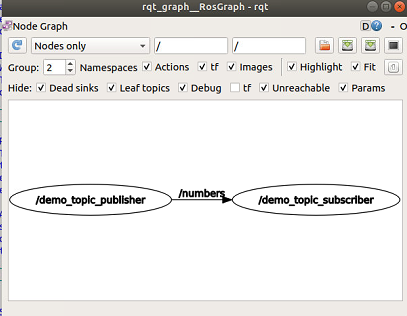 rqt_graph__RosGraph - rqt
Node Graph
D? - O
Nodes only / /
Group: 2 Namespaces Actions tf Images Highlight Fit
Hide: Dead sinks Leaf topics Debug tf Unreachable Params
/demo_topic_publisher /numbers /demo_topic_subscriber